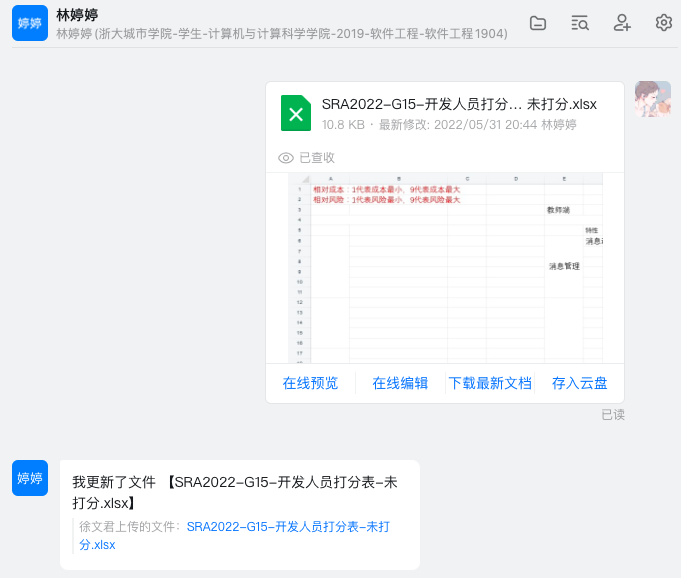 婷婷
林婷婷
林婷婷(浙大城市学院-学生-计算机与计算科学学院-2019-软件工程-软件工程1904)
SRA2022-G15-开发人员打分... 未打分.xlsx
10.8 KB · 最新修改: 2022/05/31 20:44 林婷婷
已查收
A B C D E
1 相对成本：1代表成本最小、9代表成本最大
2 相对风险：1代表风险最小、9代表风险最大
3 教师端
4
5 特性
6 消息
7
8 消息管理
9
10
11
12
13
14
15
16
17
在线预览 在线编辑 下载最新文档 存入云盘
已读
婷婷
我更新了文件 【SRA2022-G15-开发人员打分表-未
打分.xlsx】
徐文君上传的文件：SRA2022-G15-开发人员打分表-未打
分.xlsx